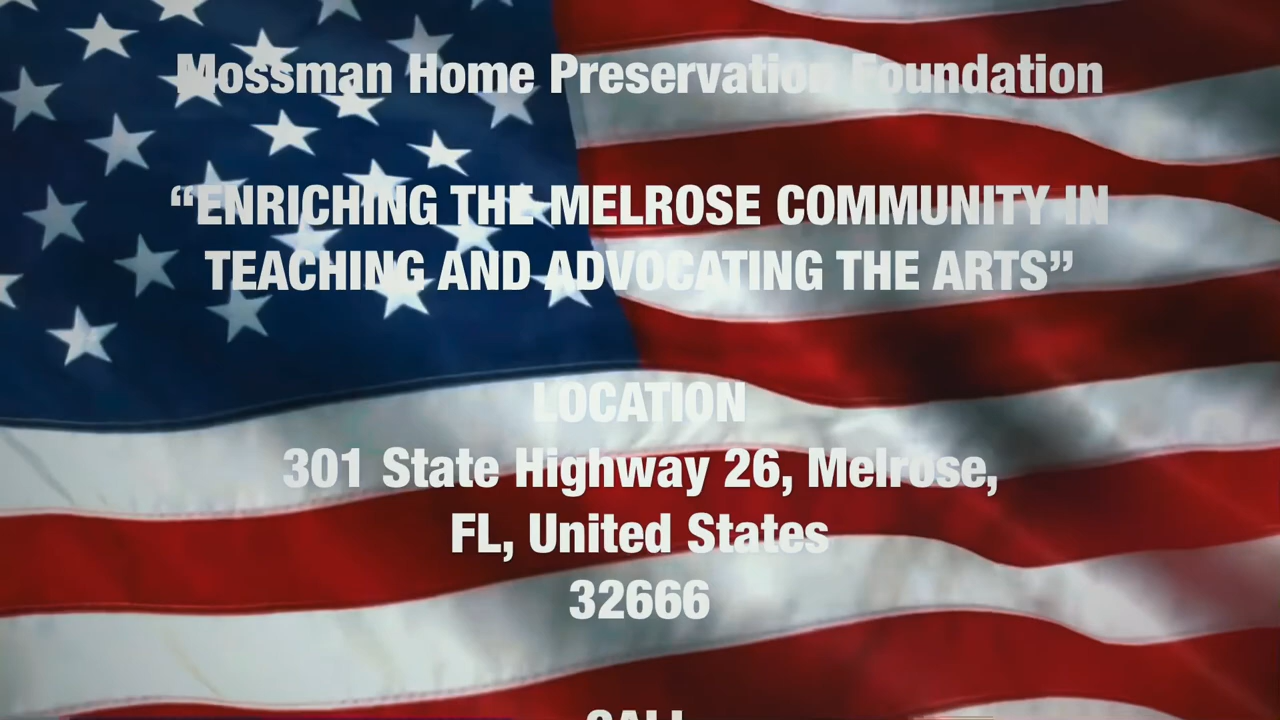 Mossman Home Preservation Foundation
“ENRICHING THE MELROSE COMMUNITY IN
TEACHING AND ADVOCATING THE ARTS”
LOCATION
301 State Highway 26, Melrose,
FL, United States
32666
CALL